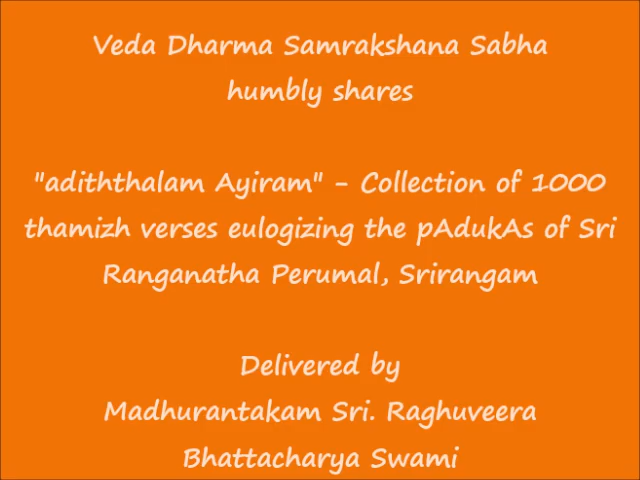 Veda Dharma Samrakshana Sabha
humbly shares
"adiththalam Ayiram" - Collection of 1000
thamizh verses eulogizing the pAdukAs of Sri
Ranganatha Perumal, Srirangam
Delivered by
Madhurantakam Sri. Raghuveera
Bhattacharya Swami